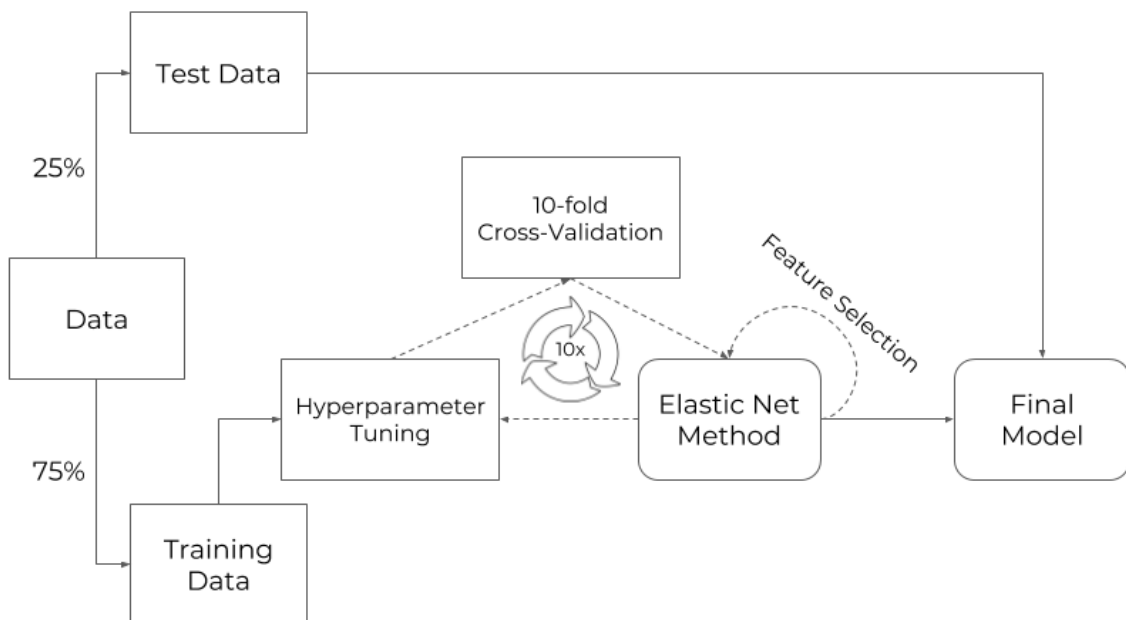 Test Data
25%
10-fold
Cross-Validation
Feature Selection
Data
10x
Hyperparameter
Tuning
Elastic Net
Method
Final
Model
75%
Training
Data